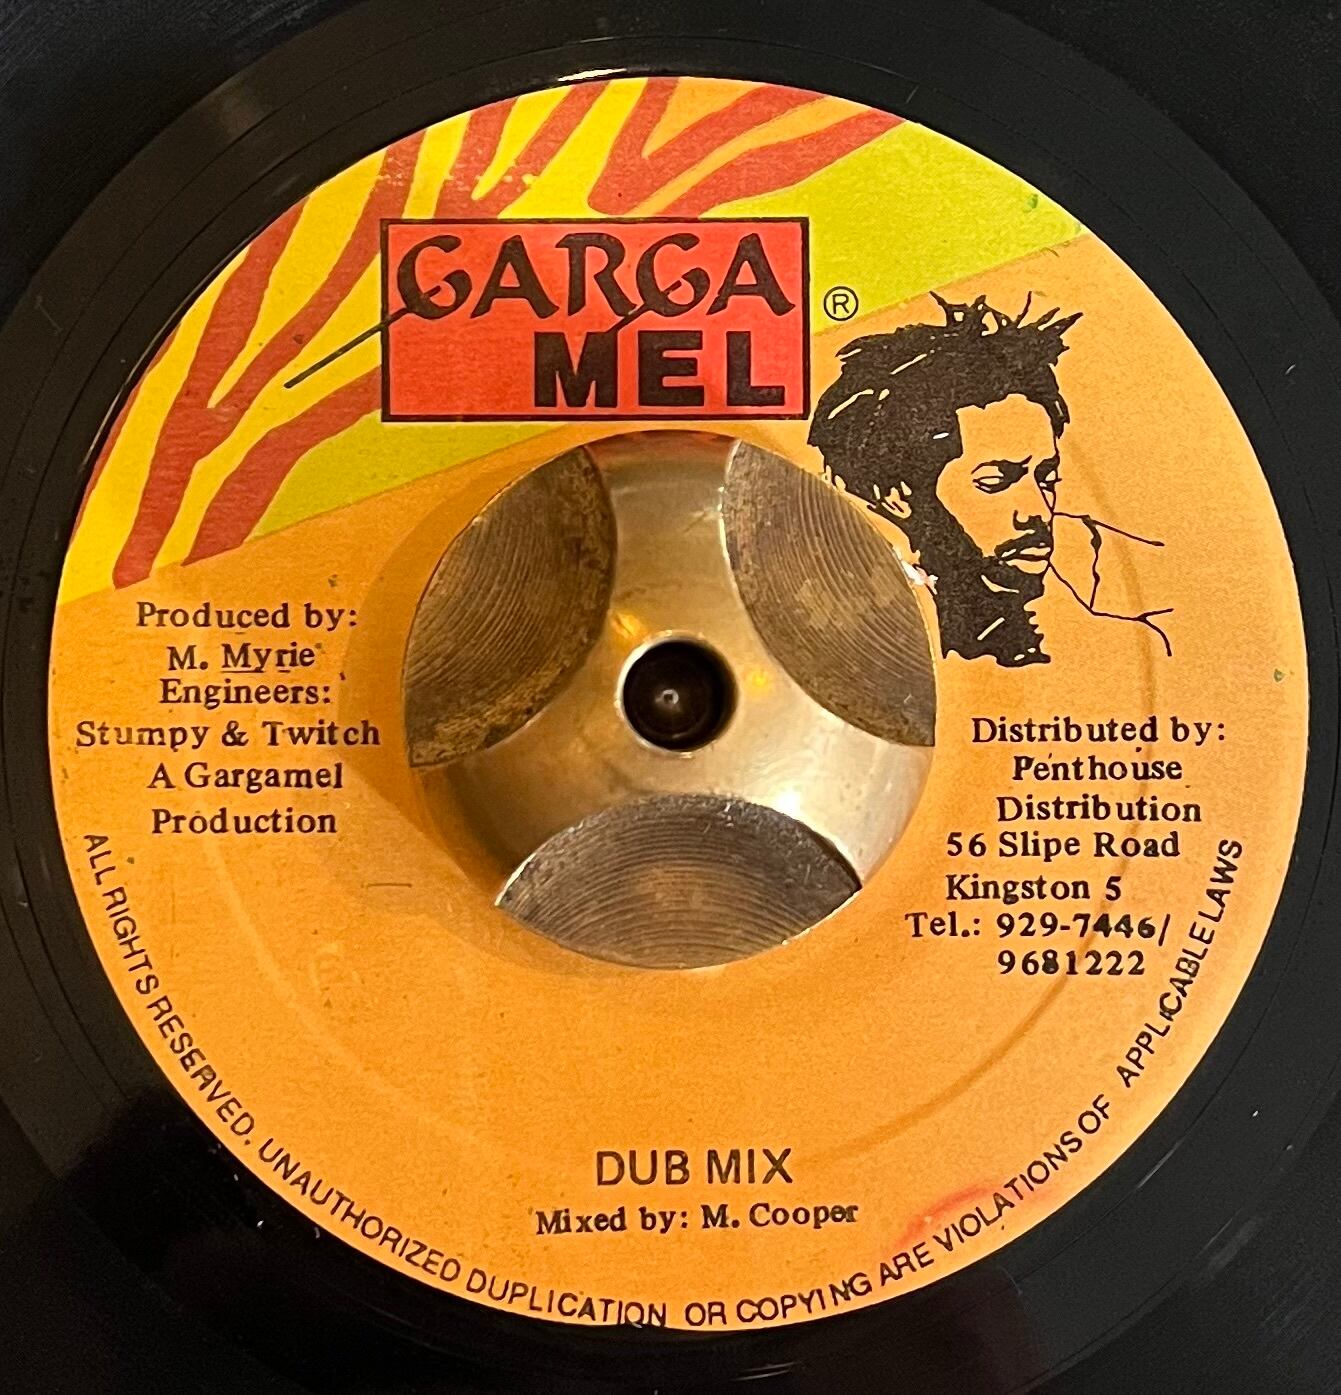 GARGA
MEL
®
Produced by:
M. Myrie
Engineers:
Stumpy & Twitch
A Gargamel
Production
Distributed by:
Penthouse
Distribution
56 Slipe Road
Kingston 5
Tel.: 929-7446/
9681222
DUB MIX
Mixed by: M. Cooper
ALL RIGHTS RESERVED, UNAUTHORIZED DUPLICATION OR COPYING ARE VIOLATIONS OF APPLICABLE LAWS